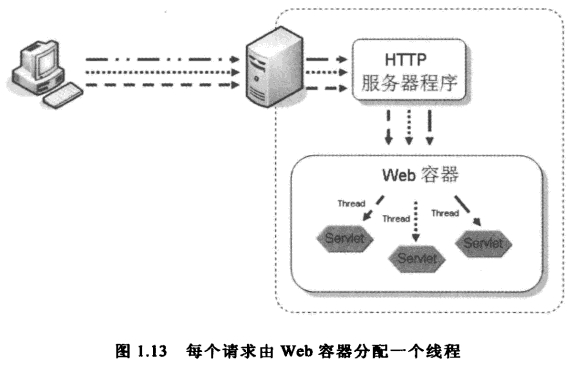 HTTP
服务器程序
Web 容器
Thread
Thread
Thread
Servlet
Servlet
Servlet
图 1.13 每个请求由 Web 容器分配一个线程